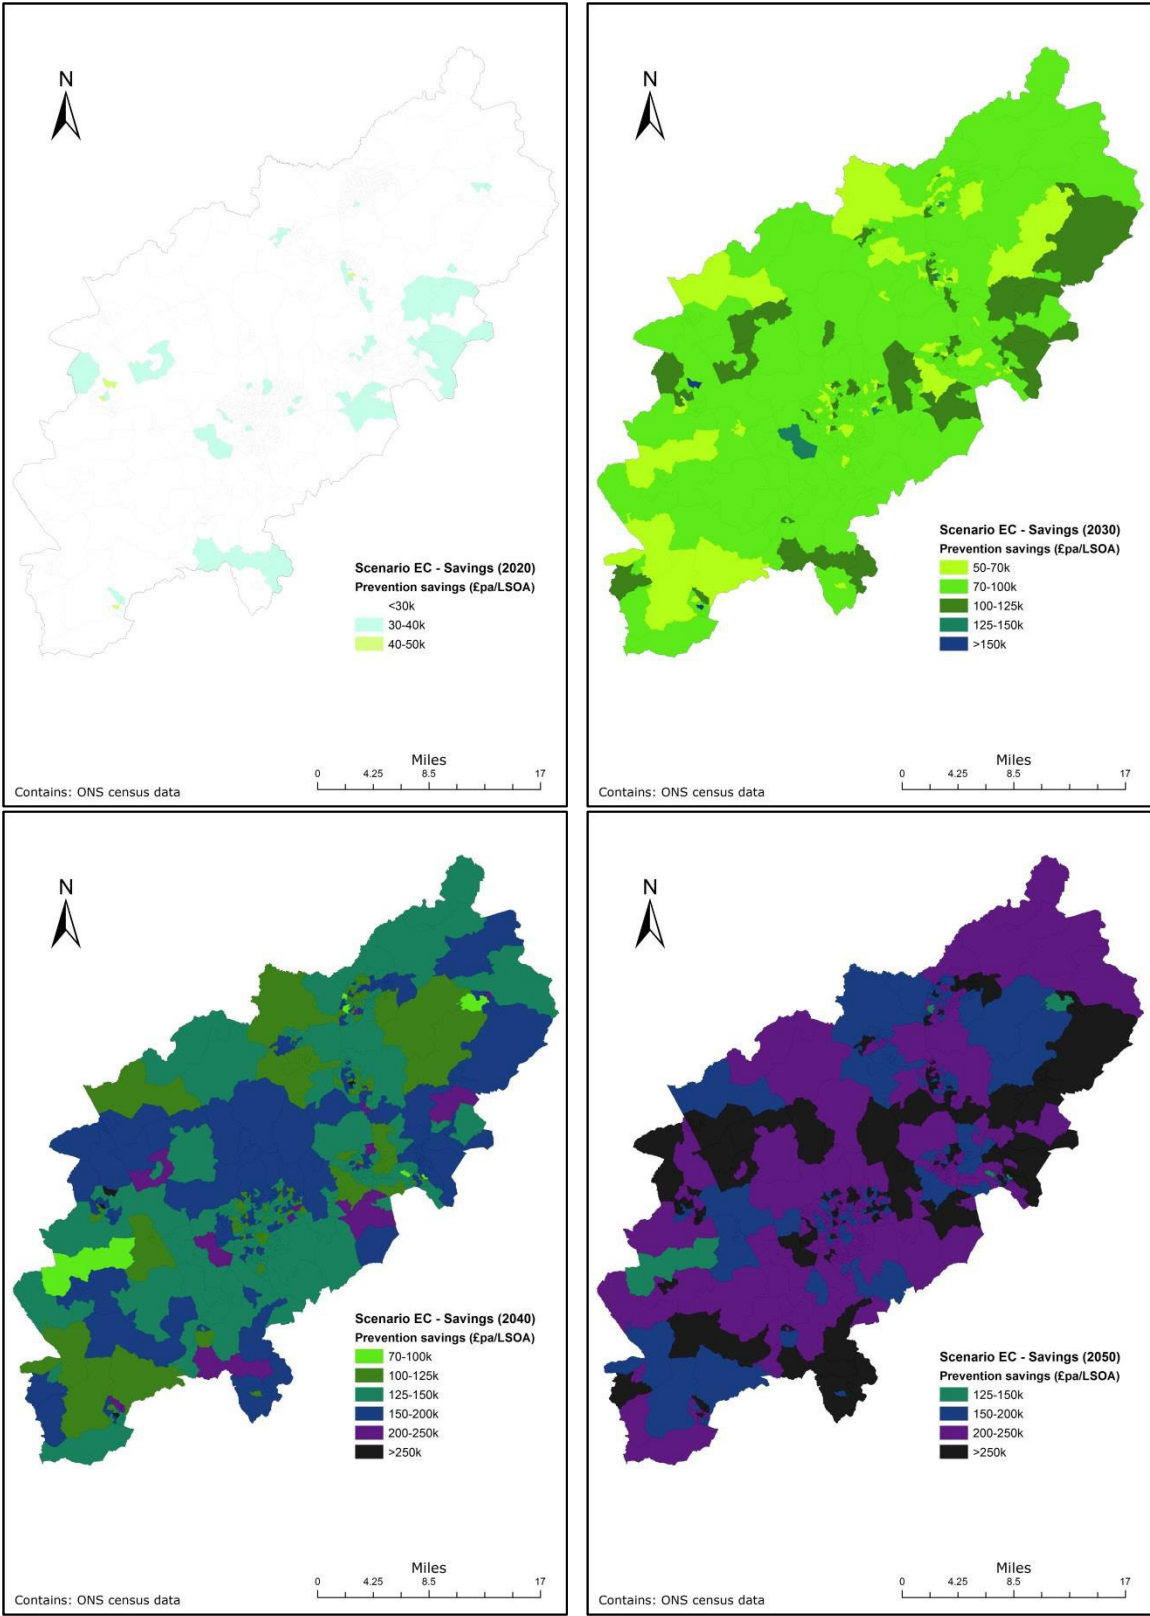 N
Scenario EC - Savings (2020)
Prevention savings (£pa/LSOA)
<30k
30-40k
40-50k
Miles
0 4.25 8.5 17
Contains: ONS census data
N
Scenario EC - Savings (2030)
Prevention savings (£pa/LSOA)
50-70k
70-100k
100-125k
125-150k
>150k
Miles
0 4.25 8.5 17
Contains: ONS census data
N
Scenario EC - Savings (2040)
Prevention savings (£pa/LSOA)
70-100k
100-125k
125-150k
150-200k
200-250k
>250k
Miles
0 4.25 8.5 17
Contains: ONS census data
N
Scenario EC - Savings (2050)
Prevention savings (£pa/LSOA)
125-150k
150-200k
200-250k
>250k
Miles
0 4.25 8.5 17
Contains: ONS census data